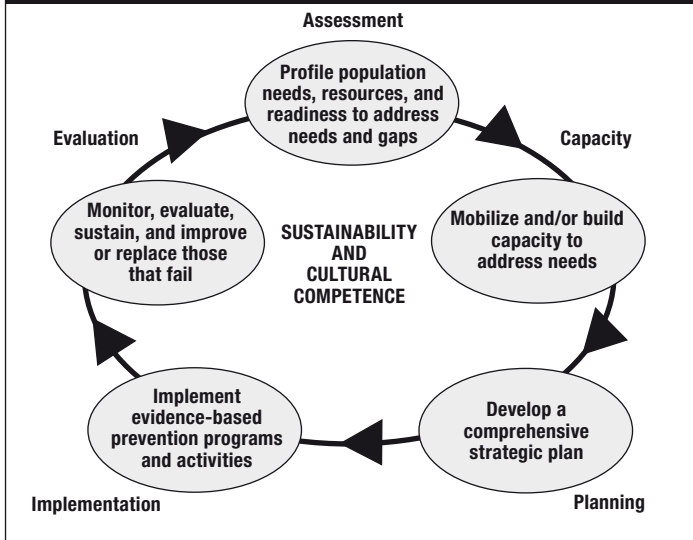 Assessment
Profile population
needs, resources, and
readiness to address
needs and gaps
Evaluation
Capacity
Monitor, evaluate,
sustain, and improve
or replace those
that fail
SUSTAINABILITY
AND
CULTURAL
COMPETENCE
Mobilize and/or build
capacity to
address needs
Implement
evidence-based
prevention programs
and activities
Develop a
comprehensive
strategic plan
Implementation
Planning